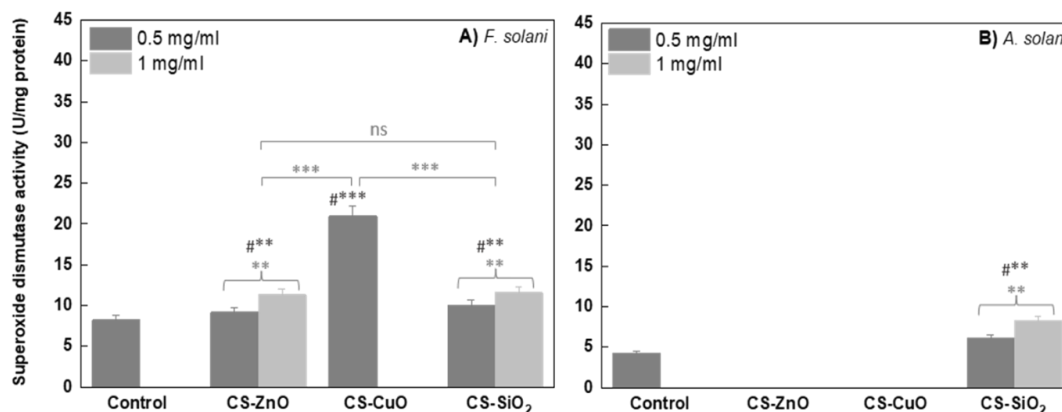 Superoxide dismutase activity (U/mg protein)
45
40
35
30
25
20
15
10
5
0
0.5 mg/ml
1 mg/ml
A) F. solani
ns
***
***
#***
#**
**
#**
**
Control
CS-ZnO
CS-CuO
CS-SiO₂
45
40
35
30
25
20
15
10
5
0
0.5 mg/ml
1 mg/ml
B) A. solani
#**
**
Control
CS-ZnO
CS-CuO
CS-SiO₂